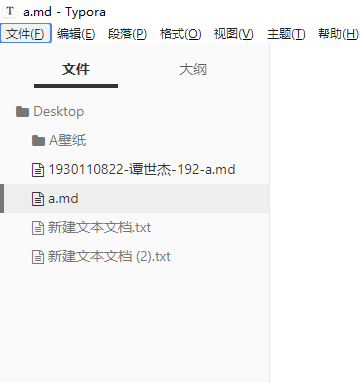 T a.md - Typora
文件(F) 编辑(E) 段落(P) 格式(O) 视图(V) 主题(T) 帮助(H)
文件 大纲
Desktop
A壁纸
1930110822-谭世杰-192-a.md
a.md
新建文本文档.txt
新建文本文档 (2).txt